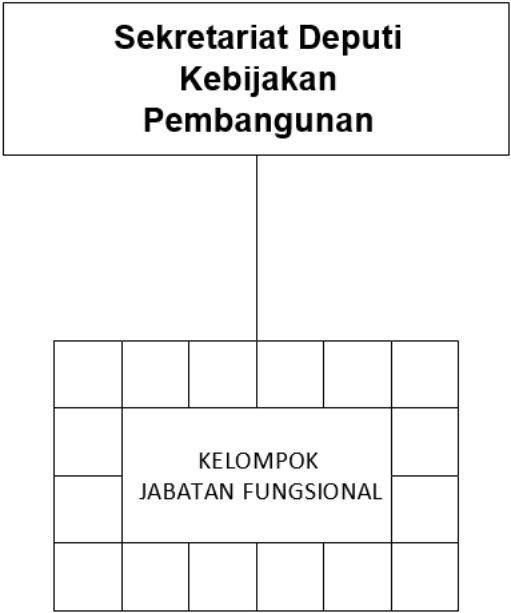 Sekretariat Deputi
Kebijakan
Pembangunan
KELOMPOK
JABATAN FUNGSIONAL